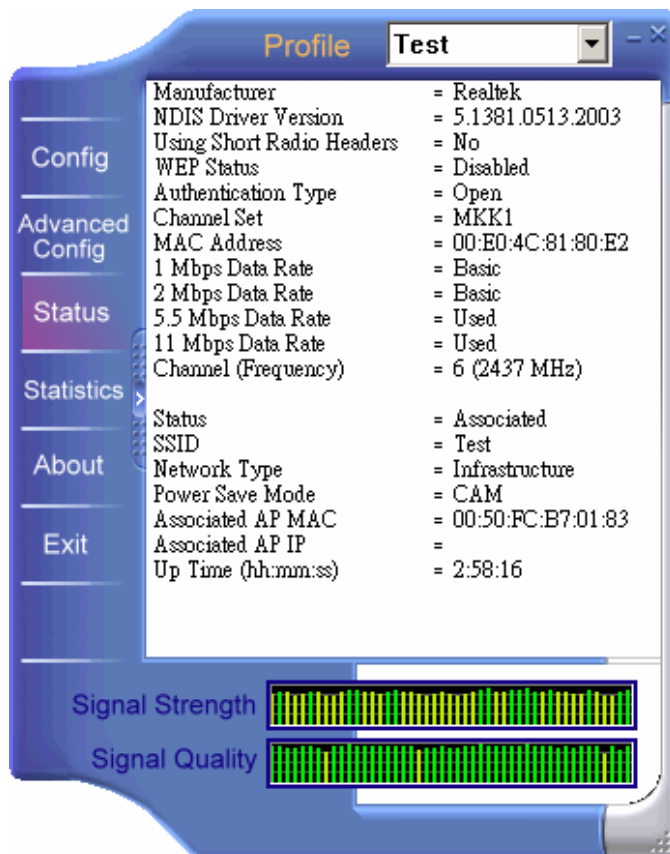 Profile Test
Manufacturer = Realtek
NDIS Driver Version = 5.1381.0513.2003
Using Short Radio Headers = No
WEP Status = Disabled
Authentication Type = Open
Channel Set = MKK1
MAC Address = 00:E0:4C:81:80:E2
1 Mbps Data Rate = Basic
2 Mbps Data Rate = Basic
5.5 Mbps Data Rate = Used
11 Mbps Data Rate = Used
Channel (Frequency) = 6 (2437 MHz)
Status = Associated
SSID = Test
Network Type = Infrastructure
Power Save Mode = CAM
Associated AP MAC = 00:50:FC:B7:01:83
Associated AP IP =
Up Time (hh:mm:ss) = 2:58:16
Config
Advanced
Config
Status
Statistics
About
Exit
Signal Strength
Signal Quality